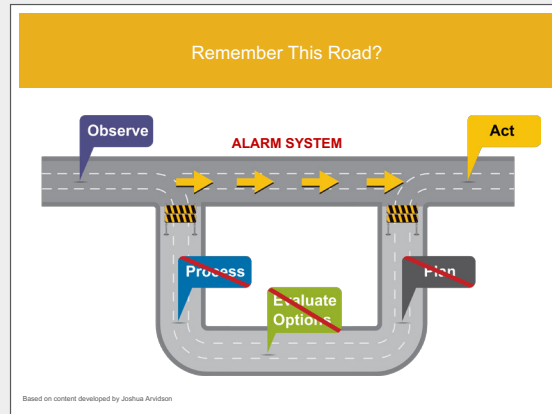 Remember This Road?
Observe
ALARM SYSTEM
Act
Process
Evaluate
Options
Plan
Based on content developed by Joshua Arvidson